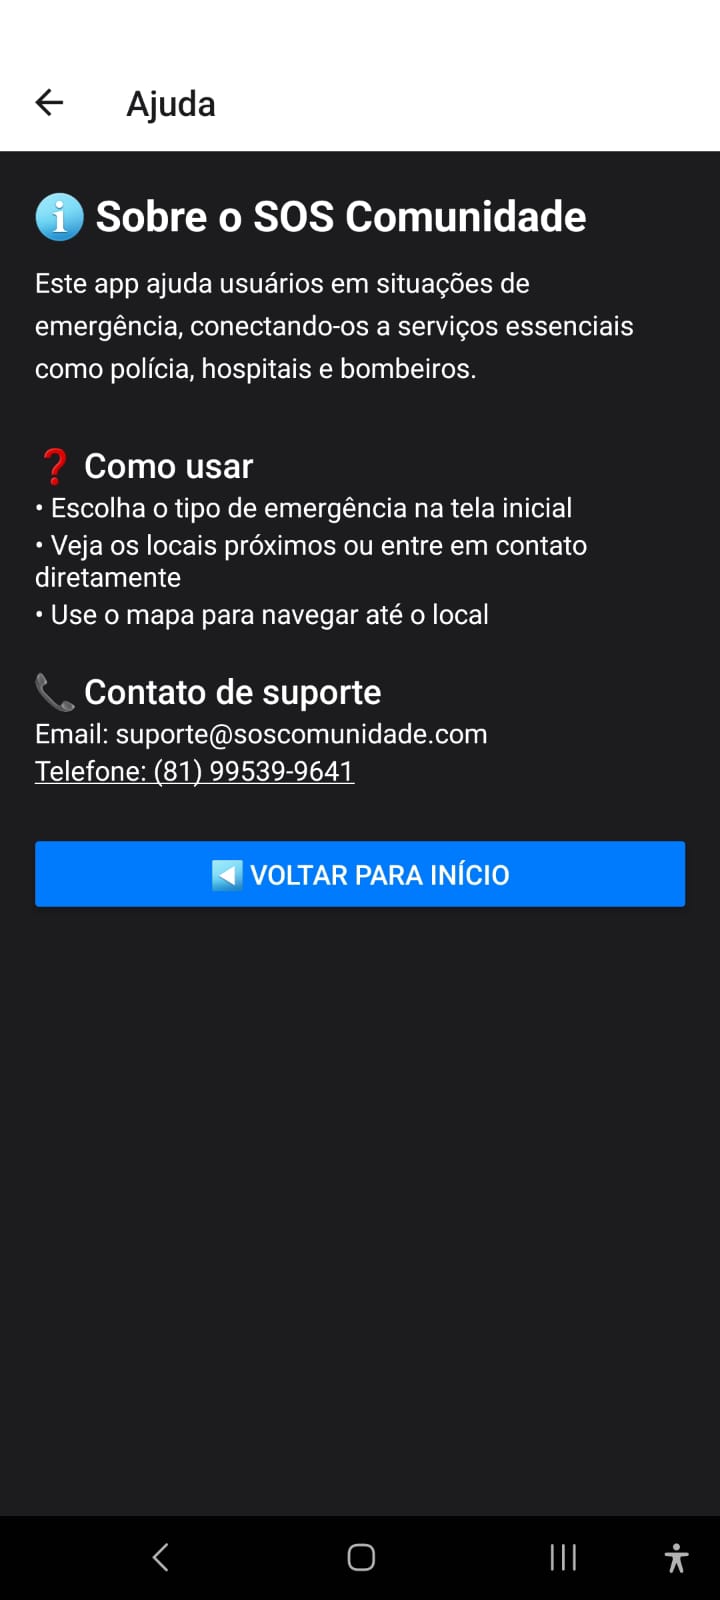 Ajuda
Sobre o SOS Comunidade
Este app ajuda usuários em situações de
emergência, conectando-os a serviços essenciais
como polícia, hospitais e bombeiros.
❓ Como usar
• Escolha o tipo de emergência na tela inicial
• Veja os locais próximos ou entre em contato
diretamente
• Use o mapa para navegar até o local
📞 Contato de suporte
Email: suporte@soscomunidade.com
Telefone: (81) 99539-9641
◀️ VOLTAR PARA INÍCIO